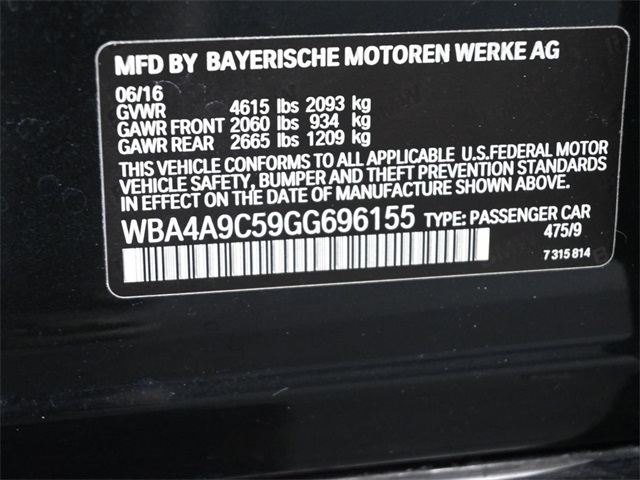 MFD BY BAYERISCHE MOTOREN WERKE AG
06/16
GVWR 4615 lbs 2093 kg
GAWR FRONT 2060 lbs 934 kg
GAWR REAR 2665 lbs 1209 kg
THIS VEHICLE CONFORMS TO ALL APPLICABLE U.S.FEDERAL MOTOR
VEHICLE SAFETY, BUMPER AND THEFT PREVENTION STANDARDS
IN EFFECT ON THE DATE OF MANUFACTURE SHOWN ABOVE.
WBA4A9C59GG696155 TYPE: PASSENGER CAR
475/9
7 315 814